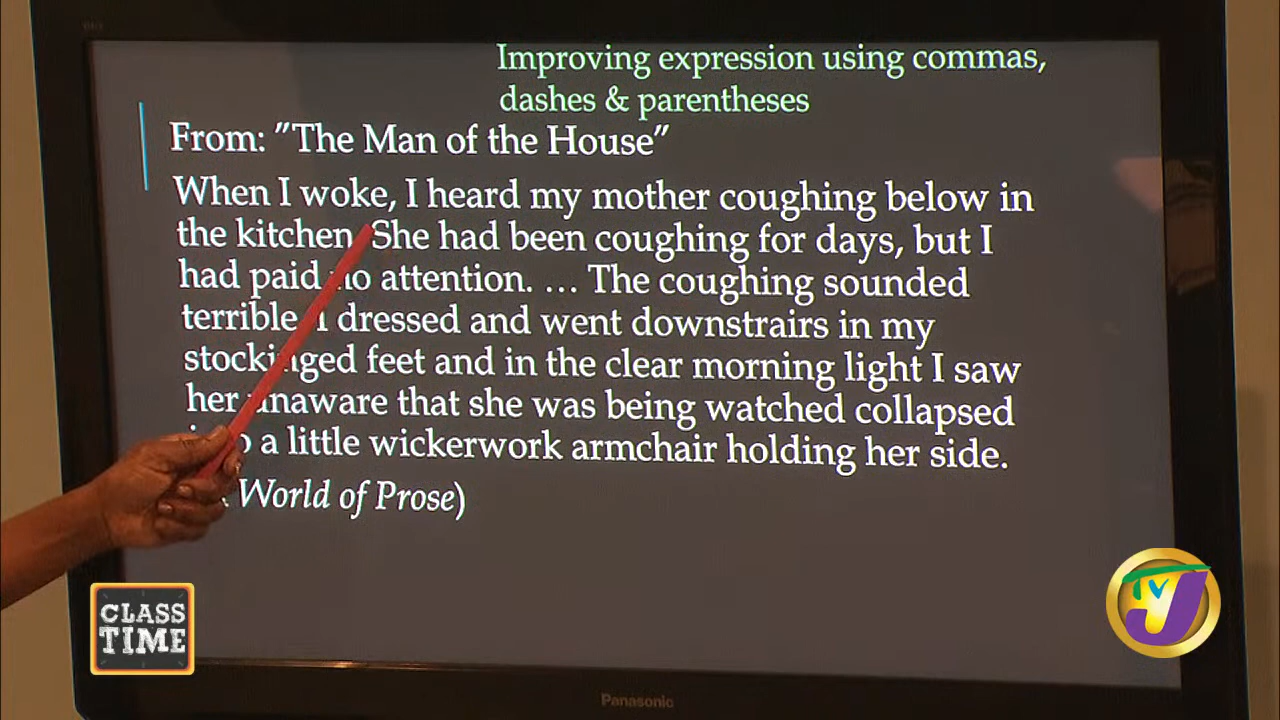 Improving expression using commas,
dashes & parentheses
From: "The Man of the House"
When I woke, I heard my mother coughing below in
the kitchen. She had been coughing for days, but I
had paid no attention. ... The coughing sounded
terrible I dressed and went downstrairs in my
stockinged feet and in the clear morning light I saw
her unaware that she was being watched collapsed
a little wickerwork armchair holding her side.
World of Prose)
CLASS
TIME
TVJ
Panasonic